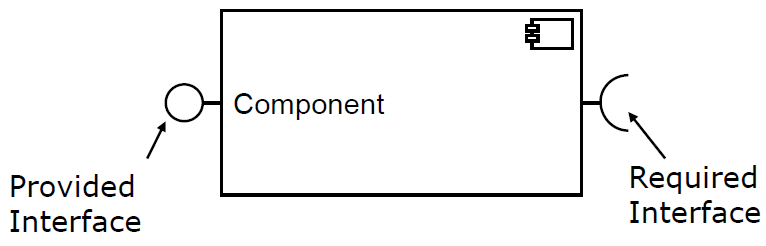 Component
Provided
Interface
Required
Interface